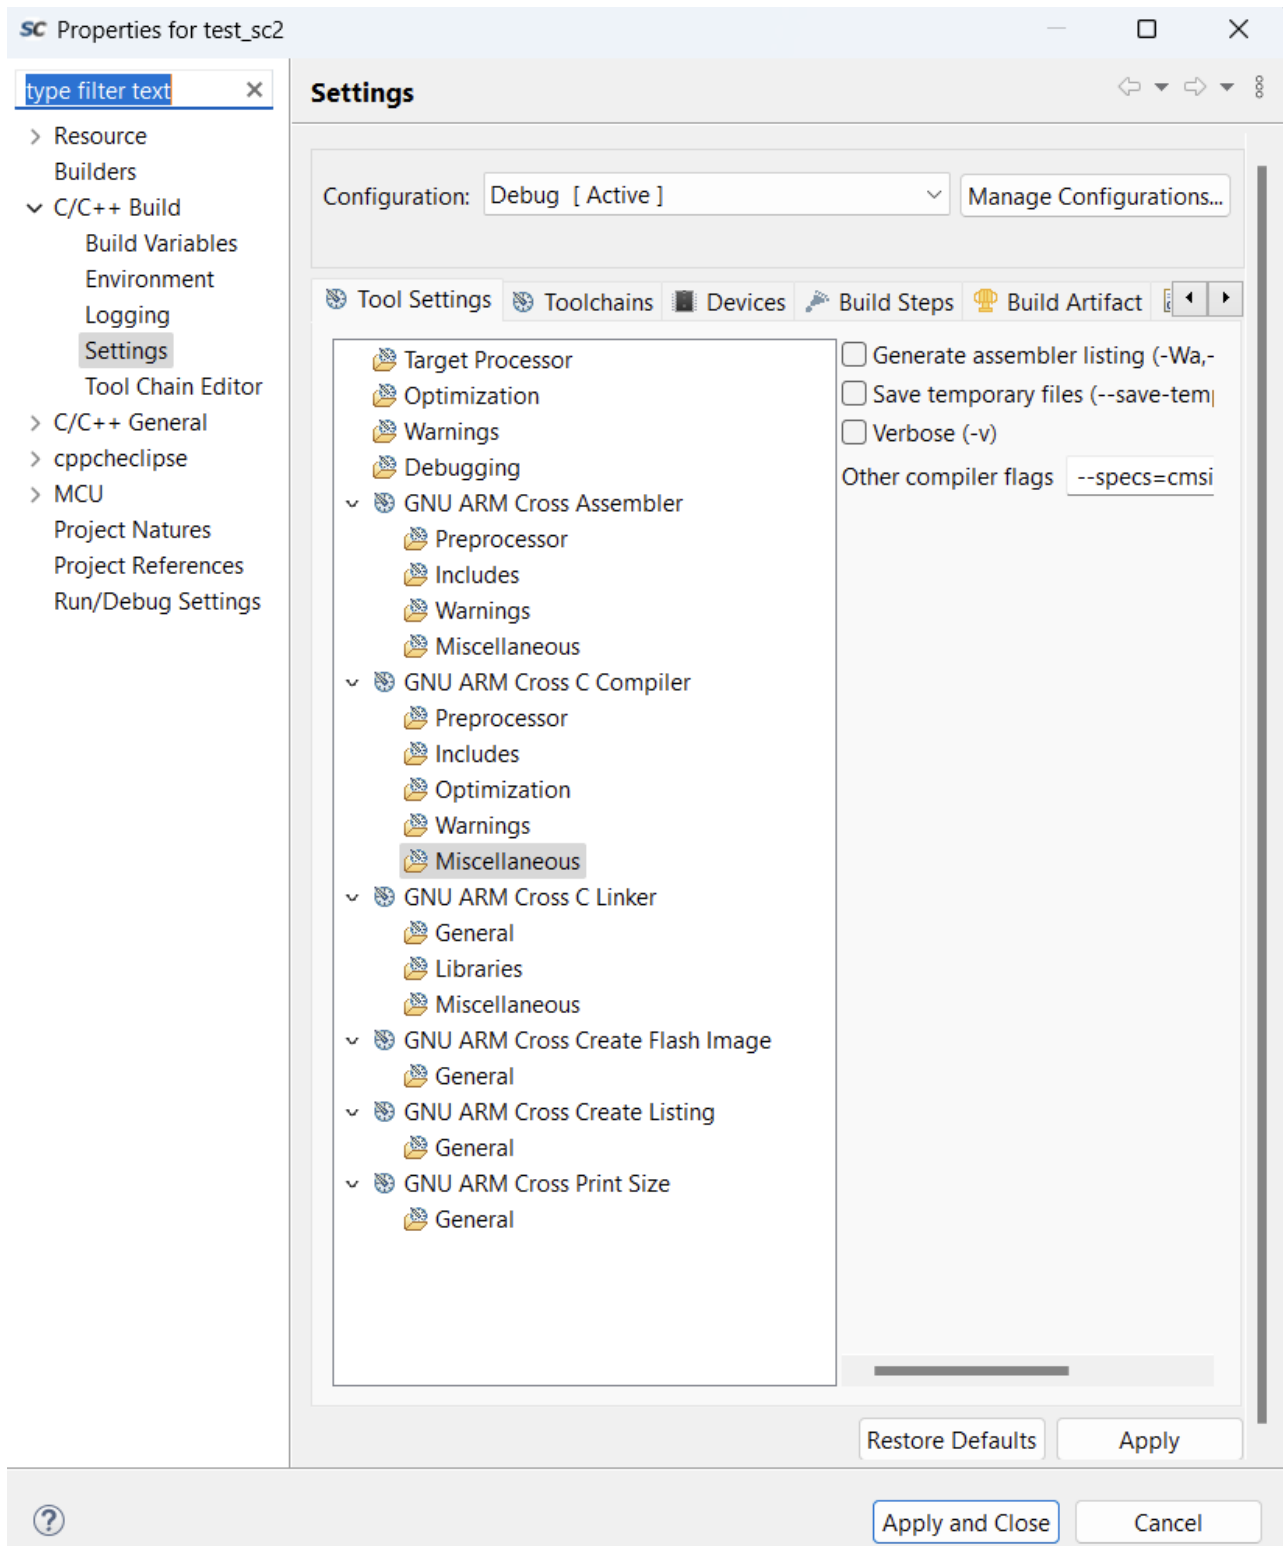 SC Properties for test_sc2
type filter text
Resource
Builders
C/C++ Build
Build Variables
Environment
Logging
Settings
Tool Chain Editor
C/C++ General
cppcheclipse
MCU
Project Natures
Project References
Run/Debug Settings
Settings
Configuration: Debug [ Active ] Manage Configurations...
Tool Settings Toolchains Devices Build Steps Build Artifact
Target Processor
Optimization
Warnings
Debugging
GNU ARM Cross Assembler
Preprocessor
Includes
Warnings
Miscellaneous
GNU ARM Cross C Compiler
Preprocessor
Includes
Optimization
Warnings
Miscellaneous
GNU ARM Cross C Linker
General
Libraries
Miscellaneous
GNU ARM Cross Create Flash Image
General
GNU ARM Cross Create Listing
General
GNU ARM Cross Print Size
General
Generate assembler listing (-Wa,-
Save temporary files (--save-tem
Verbose (-v)
Other compiler flags --specs=cmsi
Restore Defaults Apply
? Apply and Close Cancel